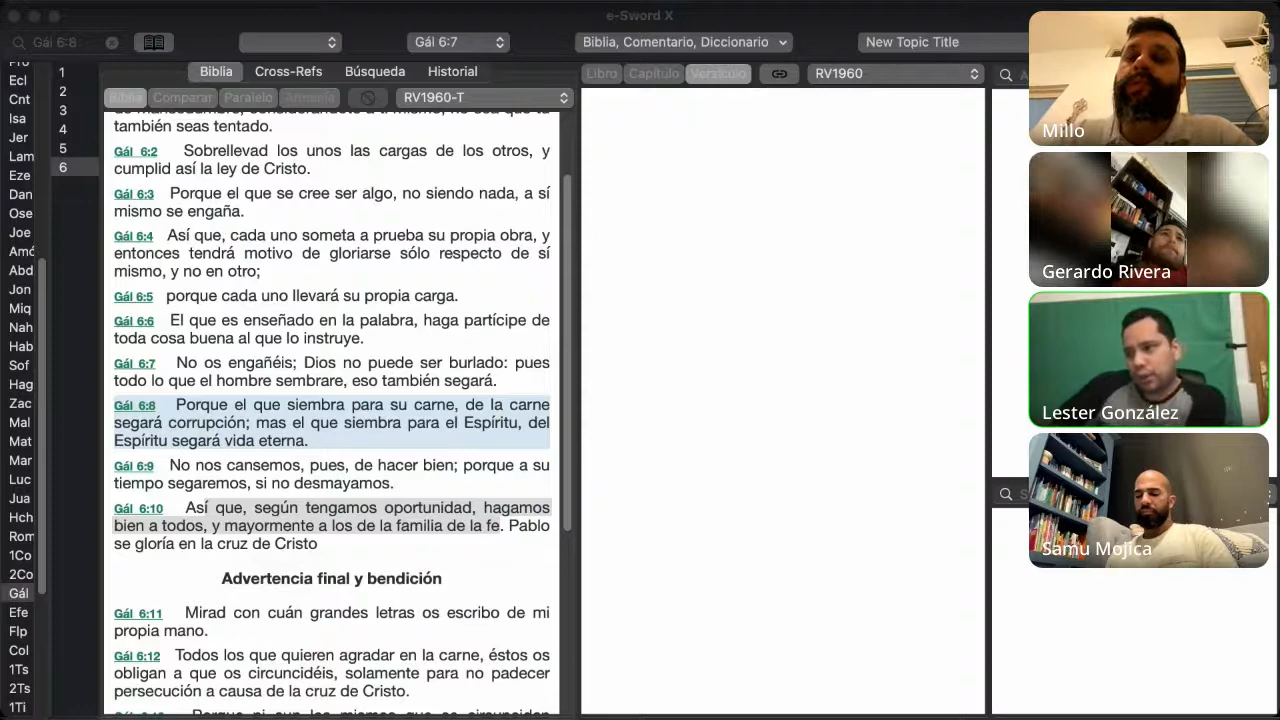 e-Sword X
Gál 6:8
Gál 6:7
Biblia, Comentario, Diccionario
New Topic Title
Biblia
Cross-Refs
Búsqueda
Historial
Libro
Capítulo
Versículo
RV1960
Biblia
Comparar
Paralelo
Armonía
RV1960-T
Pro
Ecl
Cnt
Isa
Jer
Lam
Eze
Dan
Ose
Joe
Amó
Abd
Jon
Miq
Nah
Hab
Sof
Hag
Zac
Mal
Mat
Mar
Luc
Jua
Hch
Rom
1Co
2Co
Gál
Efe
Flp
Col
1Ts
2Ts
1Ti
1
2
3
4
5
6
también seas tentado.
Gál 6:2 Sobrellevad los unos las cargas de los otros, y
cumplid así la ley de Cristo.
Gál 6:3 Porque el que se cree ser algo, no siendo nada, a sí
mismo se engaña.
Gál 6:4 Así que, cada uno someta a prueba su propia obra, y
entonces tendrá motivo de gloriarse sólo respecto de sí
mismo, y no en otro;
Gál 6:5 porque cada uno llevará su propia carga.
Gál 6:6 El que es enseñado en la palabra, haga partícipe de
toda cosa buena al que lo instruye.
Gál 6:7 No os engañéis; Dios no puede ser burlado: pues
todo lo que el hombre sembrare, eso también segará.
Gál 6:8 Porque el que siembra para su carne, de la carne
segará corrupción; mas el que siembra para el Espíritu, del
Espíritu segará vida eterna.
Gál 6:9 No nos cansemos, pues, de hacer bien; porque a su
tiempo segaremos, si no desmayamos.
Gál 6:10 Así que, según tengamos oportunidad, hagamos
bien a todos, y mayormente a los de la familia de la fe. Pablo
se gloría en la cruz de Cristo
Advertencia final y bendición
Gál 6:11 Mirad con cuán grandes letras os escribo de mi
propia mano.
Gál 6:12 Todos los que quieren agradar en la carne, éstos os
obligan a que os circuncidéis, solamente para no padecer
persecución a causa de la cruz de Cristo.
Millo
Gerardo Rivera
Lester González
Samu Mojica